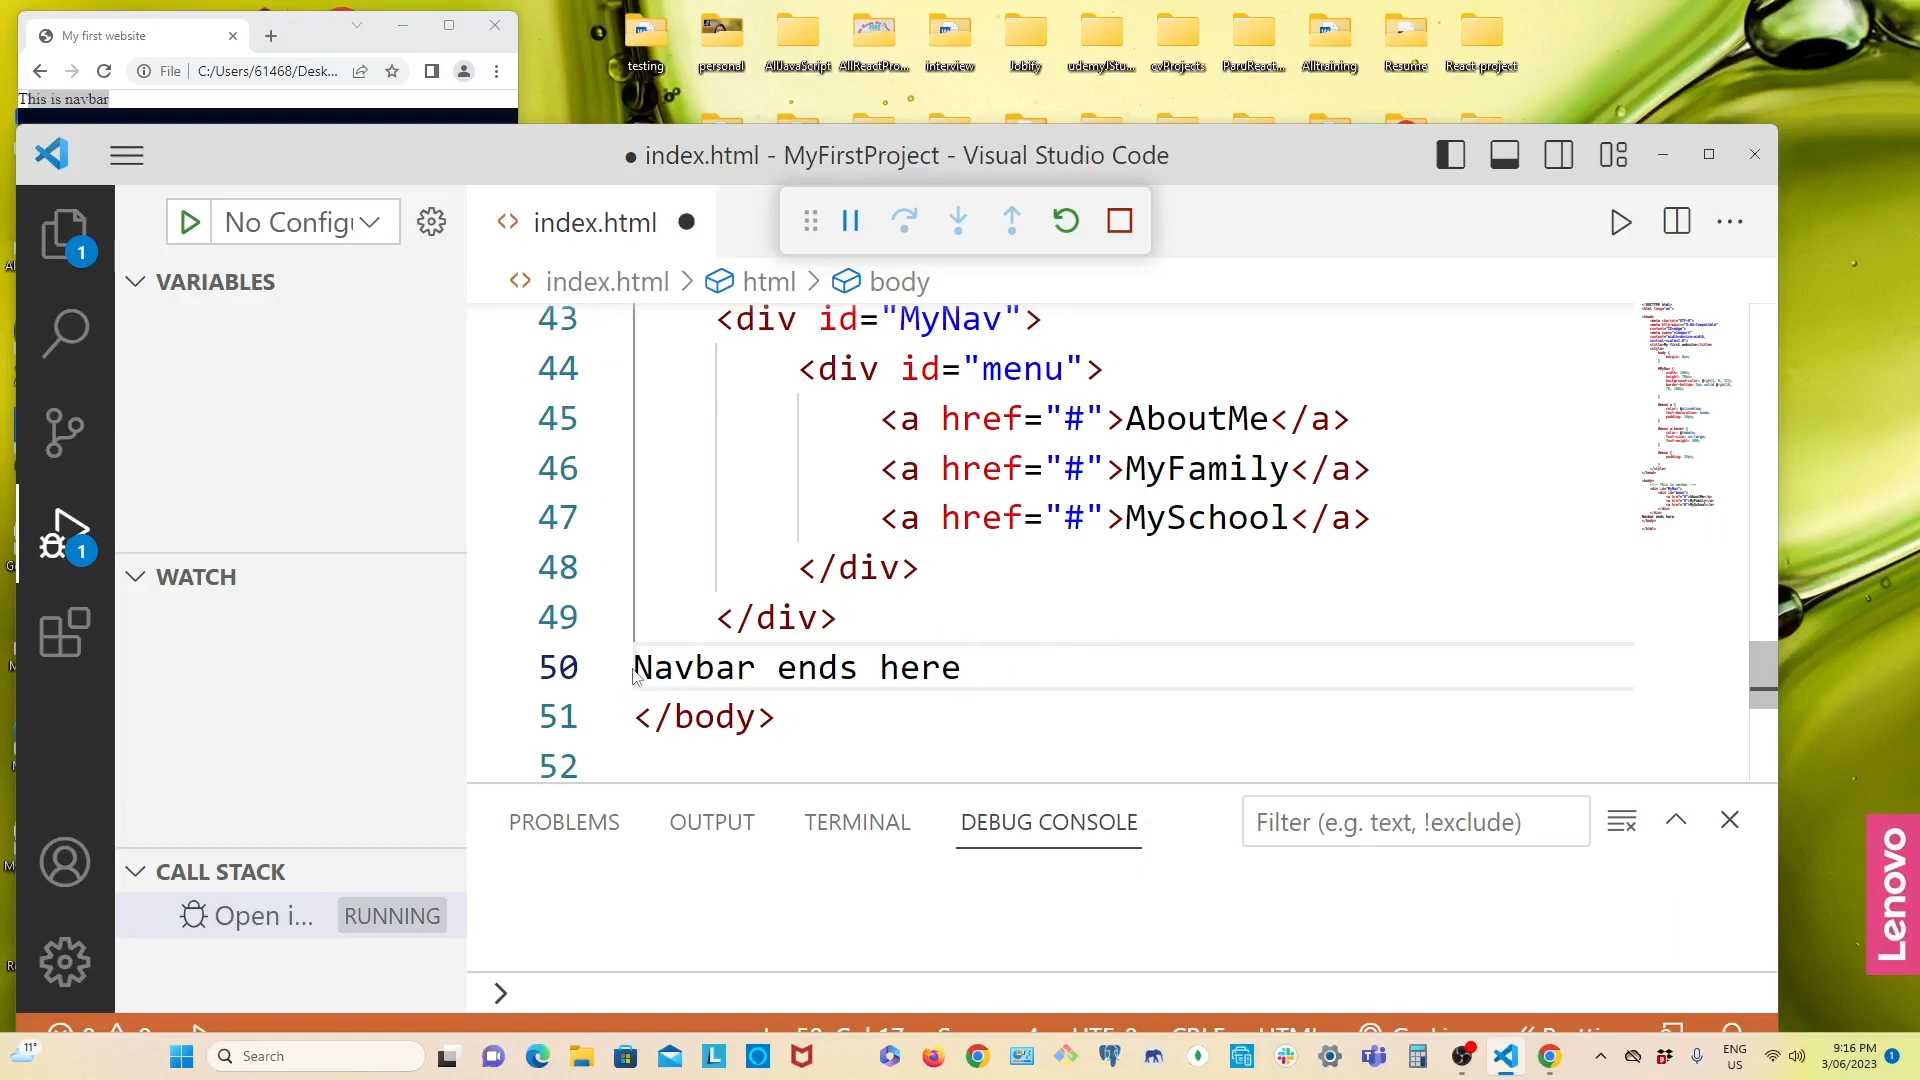 My first website
File
C:/Users/61468/Desk...
This is navbar
testing
personal
AllJavaScript
AllReactPro...
interview
Jobify
udemyJStu...
cvProjects
ParuReact...
Alltraining
Resume
React-project
● index.html - MyFirstProject - Visual Studio Code
No Config
index.html ●
VARIABLES
index.html > html > body
43 <div id="MyNav">
44 <div id="menu">
45 <a href="#">AboutMe</a>
46 <a href="#">MyFamily</a>
47 <a href="#">MySchool</a>
48 </div>
49 </div>
50 Navbar ends here
51 </body>
52
WATCH
CALL STACK
Open i...
RUNNING
PROBLEMS
OUTPUT
TERMINAL
DEBUG CONSOLE
Filter (e.g. text, !exclude)
Lenovo
11°
Search
ENG
US
9:16 PM
3/06/2023